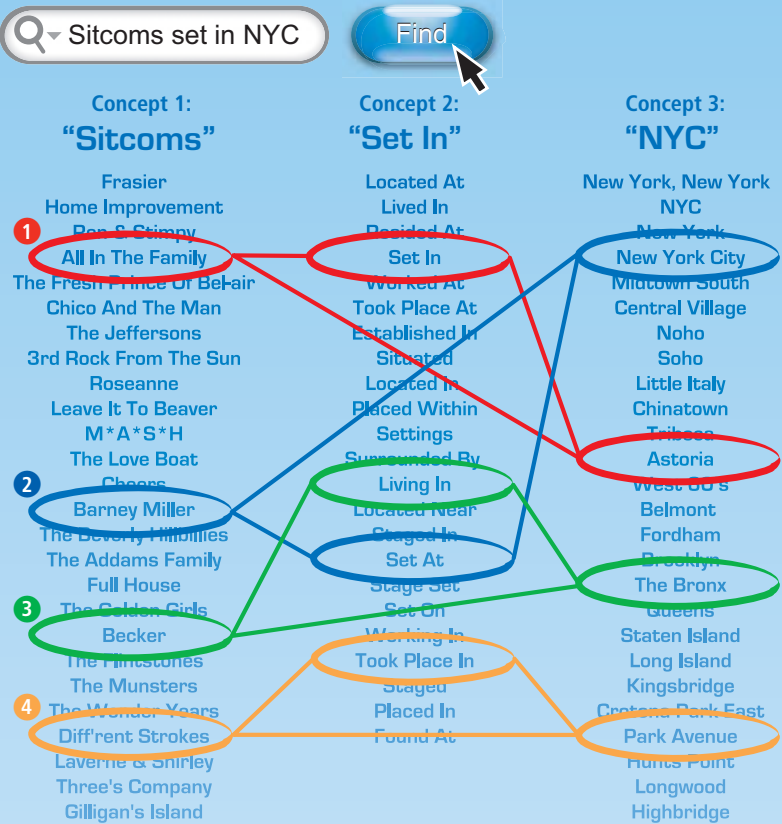 Sitcoms set in NYC
Find
Concept 1:
"Sitcoms"
Frasier
Home Improvement
Ren & Stimpy
1
All In The Family
The Fresh Prince Of Bel-air
Chico And The Man
The Jeffersons
3rd Rock From The Sun
Roseanne
Leave It To Beaver
M*A*S*H
The Love Boat
Cheers
2
Barney Miller
The Beverly Hillbillies
The Addams Family
Full House
The Golden Girls
3
Becker
The Flintstones
The Munsters
The Wonder Years
4
Diff'rent Strokes
Laverne & Shirley
Three's Company
Gilligan's Island
Concept 2:
"Set In"
Located At
Lived In
Resided At
Set In
Worked At
Took Place At
Established In
Situated
Located In
Placed Within
Settings
Surrounded By
Living In
Located Near
Staged In
Set At
Stage Set
Set On
Working In
Took Place In
Staged
Placed In
Found At
Concept 3:
"NYC"
New York, New York
NYC
New York
New York City
Midtown South
Central Village
Noho
Soho
Little Italy
Chinatown
Tribeca
Astoria
West 80's
Belmont
Fordham
Brooklyn
The Bronx
Queens
Staten Island
Long Island
Kingsbridge
Crotona Park East
Park Avenue
Hunts Point
Longwood
Highbridge